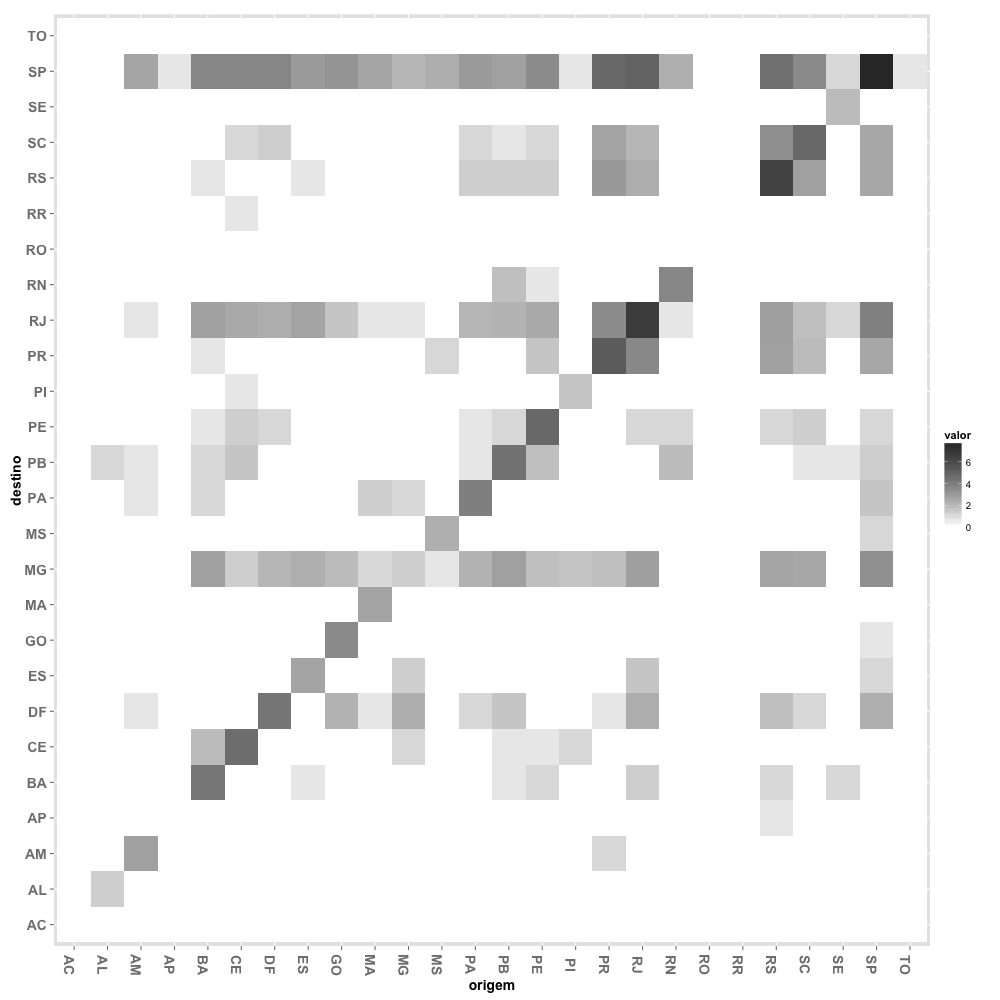 TO
SP
SE
SC
RS
RR
RO
RN
RJ
PR
PI
PE
PB
PA
MS
MG
MA
GO
ES
DF
CE
BA
AP
AM
AL
AC
destino
AC AL AM AP BA CE DF ES GO MA MG MS PA PB PE PI PR RJ RN RO RR RS SC SE SP TO
origem
valor
6
4
2
0